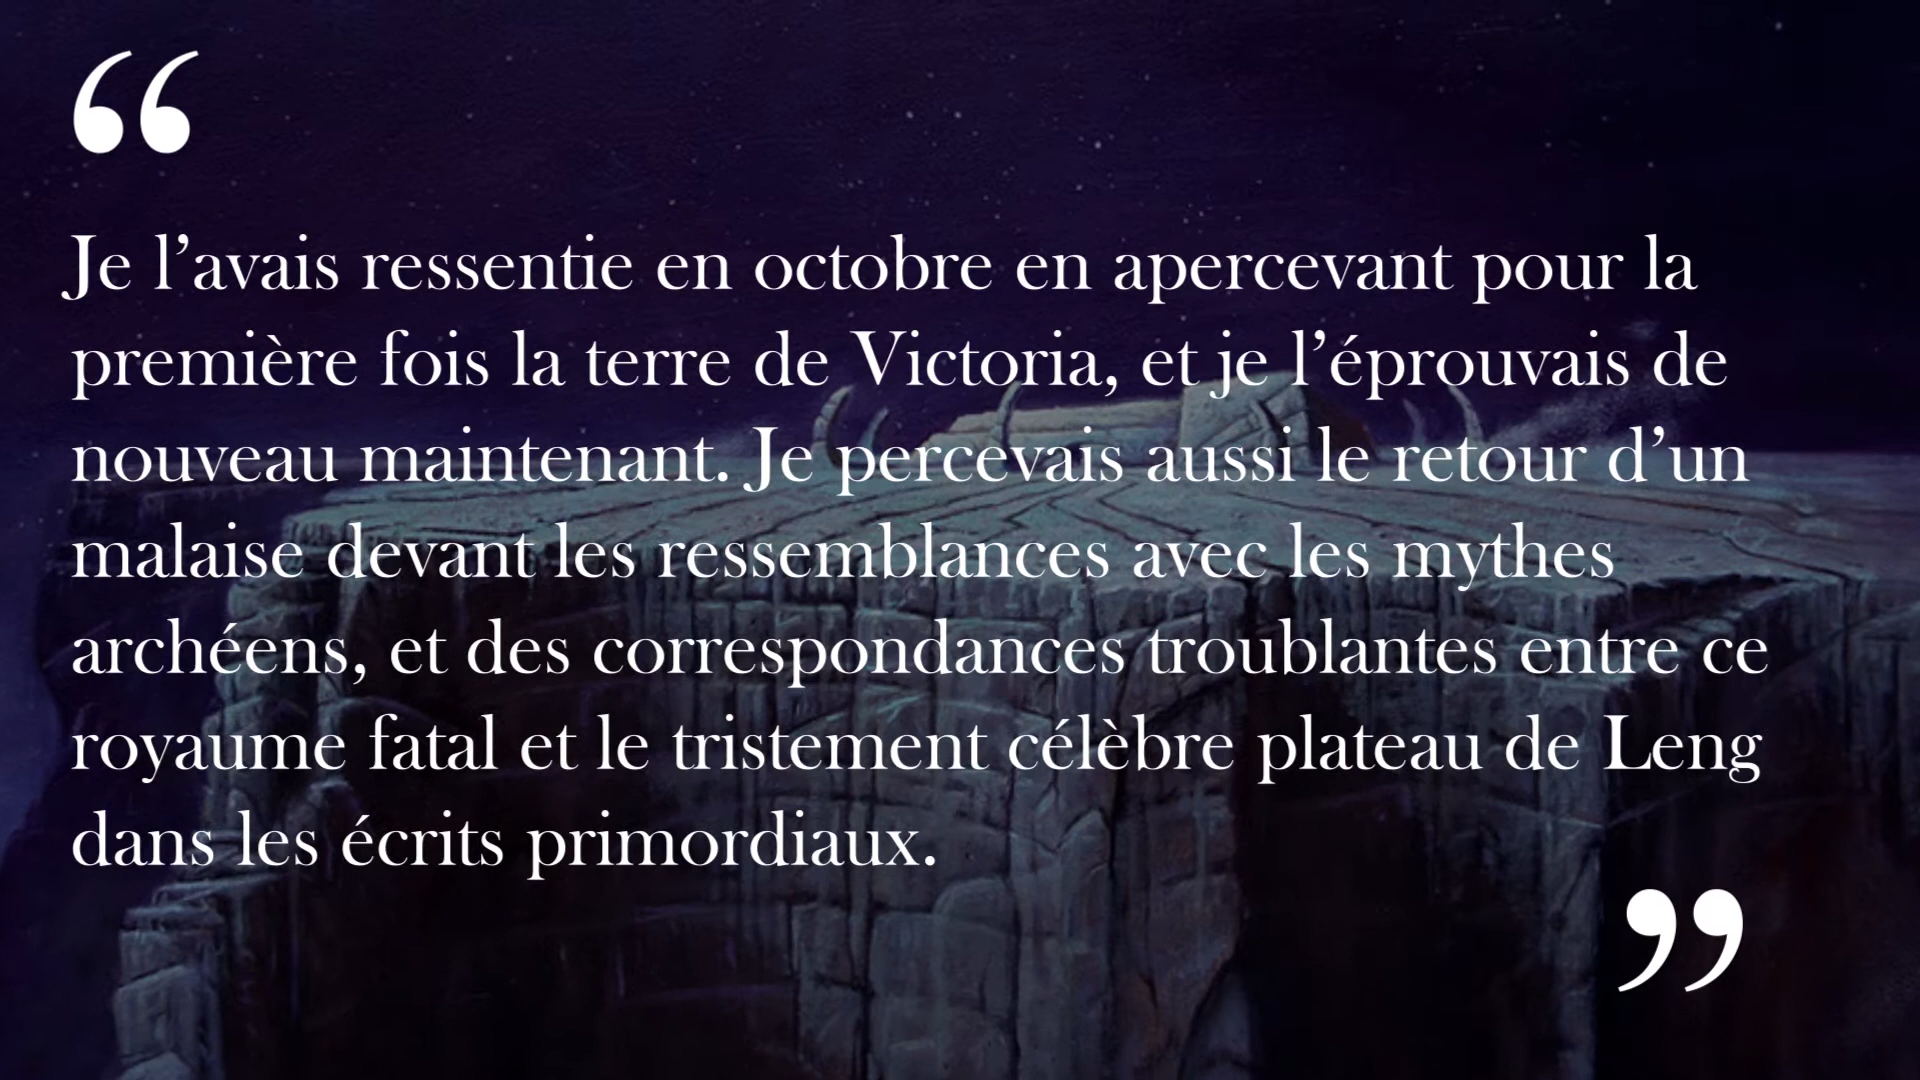 “
Je l’avais ressentie en octobre en apercevant pour la
première fois la terre de Victoria, et je l’éprouvais de
nouveau maintenant. Je percevais aussi le retour d’un
malaise devant les ressemblances avec les mythes
archéens, et des correspondances troublantes entre ce
royaume fatal et le tristement célèbre plateau de Leng
dans les écrits primordiaux.
”